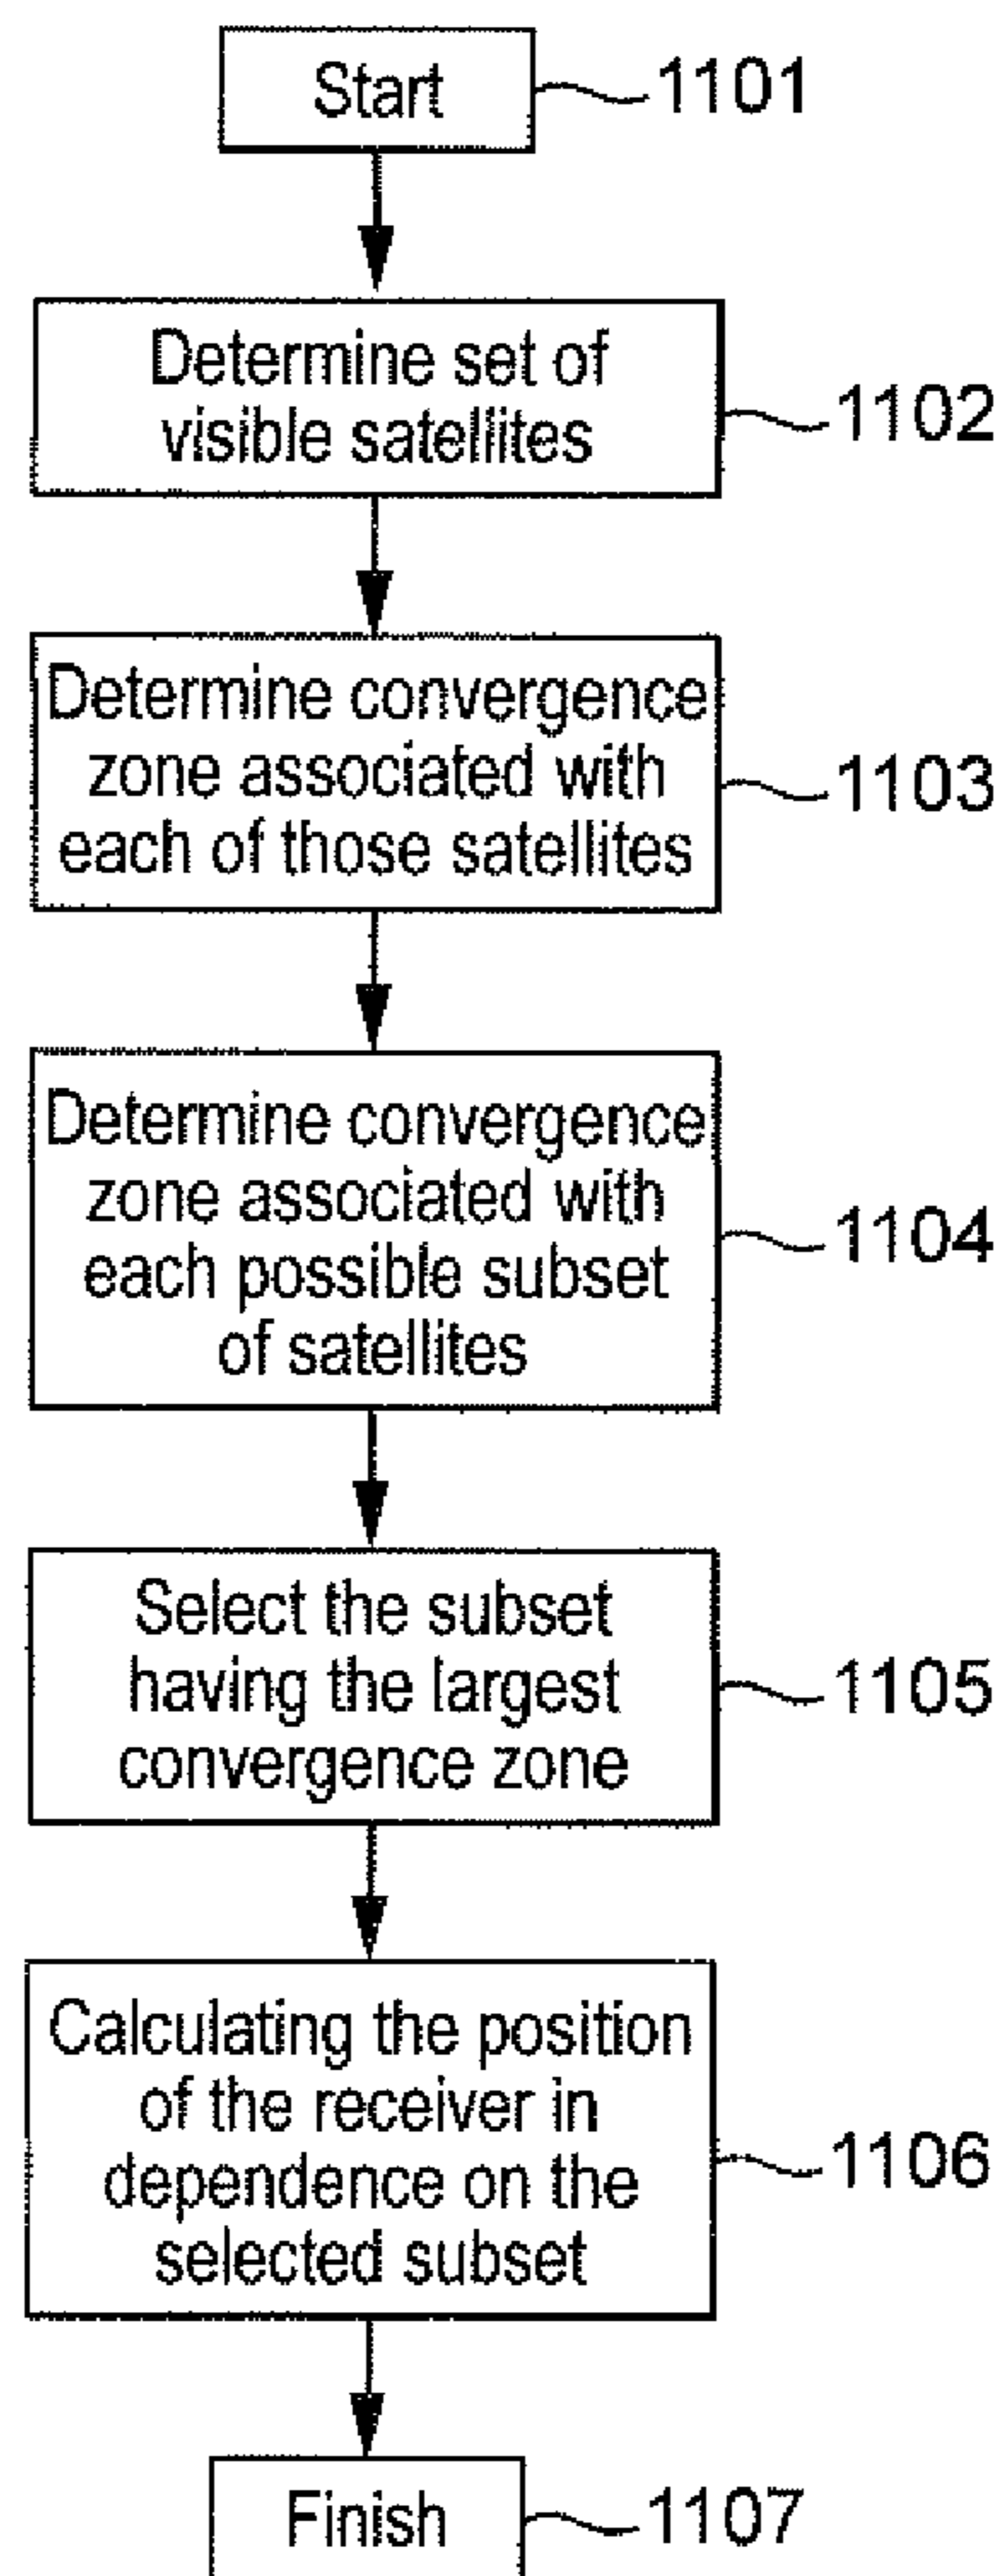 Start
1101
Determine set of
visible satellites
1102
Determine convergence
zone associated with
each of those satellites
1103
Determine convergence
zone associated with
each possible subset
of satellites
1104
Select the subset
having the largest
convergence zone
1105
Calculating the position
of the receiver in
dependence on the
selected subset
1106
Finish
1107